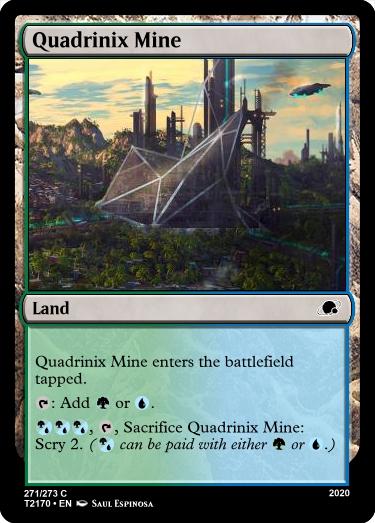 Quadrinix Mine
Land
Quadrinix Mine enters the battlefield
tapped.
: Add or .
, , Sacrifice Quadrinix Mine:
Scry 2. ( can be paid with either or .)
271/273 C
2020
T2170 • EN SAUL ESPINOSA